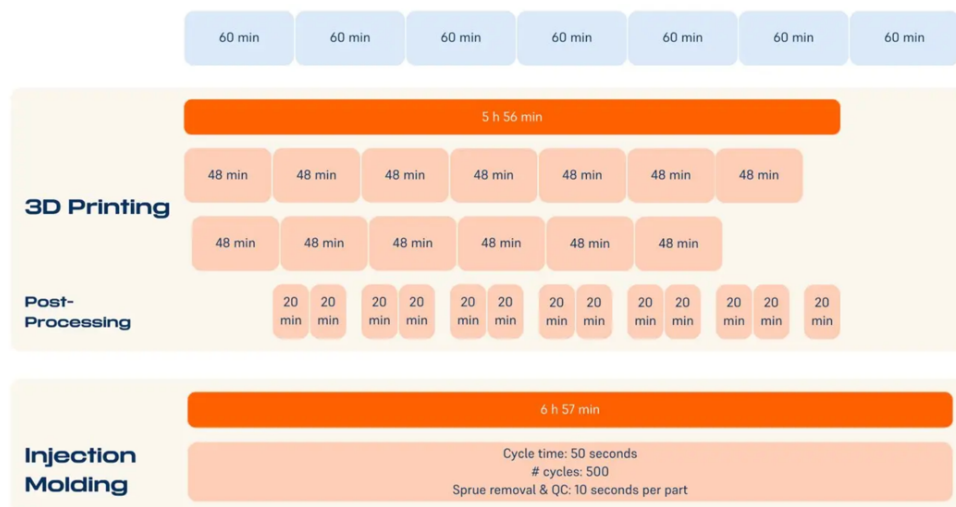 60 min 60 min 60 min 60 min 60 min 60 min 60 min
5 h 56 min
48 min 48 min 48 min 48 min 48 min 48 min 48 min
3D Printing
48 min 48 min 48 min 48 min 48 min 48 min
Post-
Processing
20 20 20 20 20 20 20 20 20 20 20 20 20
min min min min min min min min min min min min min
6 h 57 min
Injection
Molding
Cycle time: 50 seconds
# cycles: 500
Sprue removal & QC: 10 seconds per part